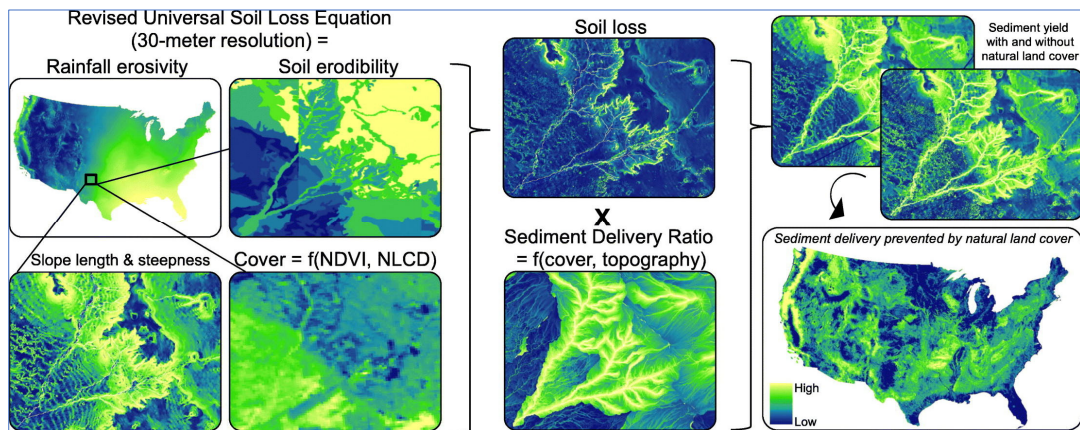 Revised Universal Soil Loss Equation
(30-meter resolution) =
Rainfall erosivity
Soil erodibility
Slope length & steepness
Cover = f(NDVI, NLCD)
Soil loss
X
Sediment Delivery Ratio
= f(cover, topography)
Sediment yield
with and without
natural land cover
Sediment delivery prevented by natural land cover
High
Low